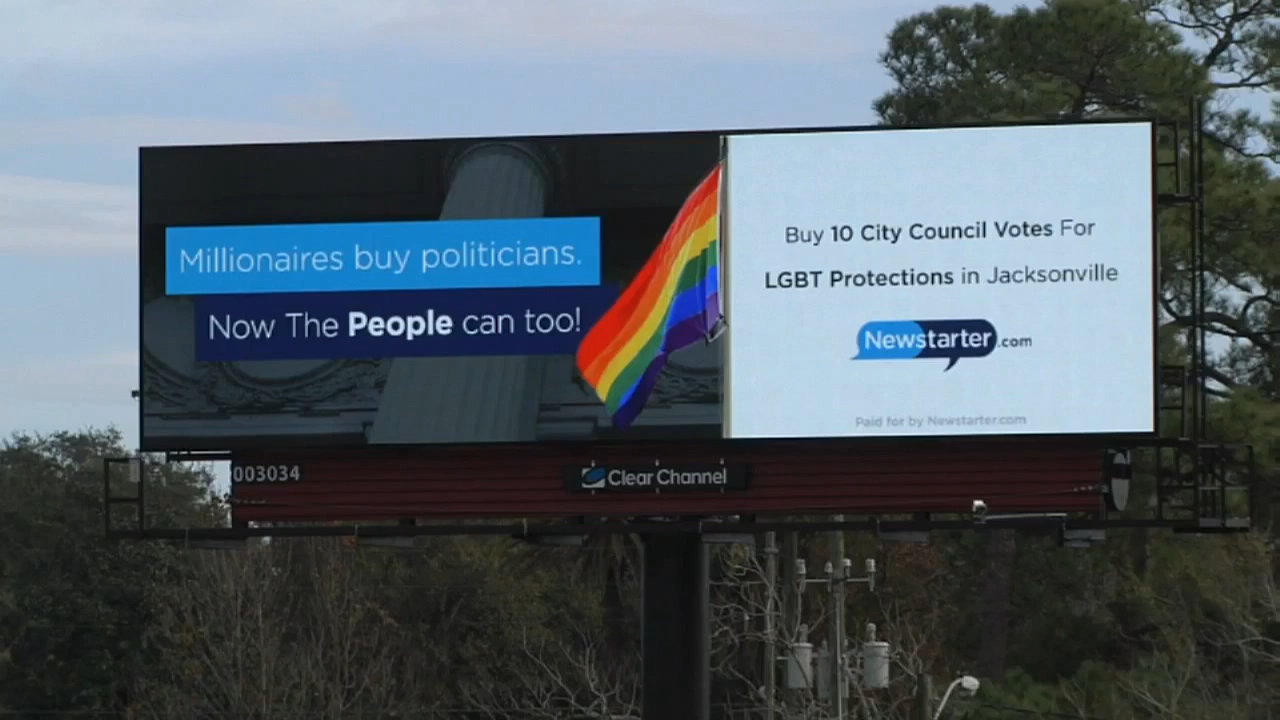 Millionaires buy politicians.
Now The People can too!
Buy 10 City Council Votes For
LGBT Protections in Jacksonville
Newstarter.com
Paid for by Newstarter.com
003034
Clear Channel